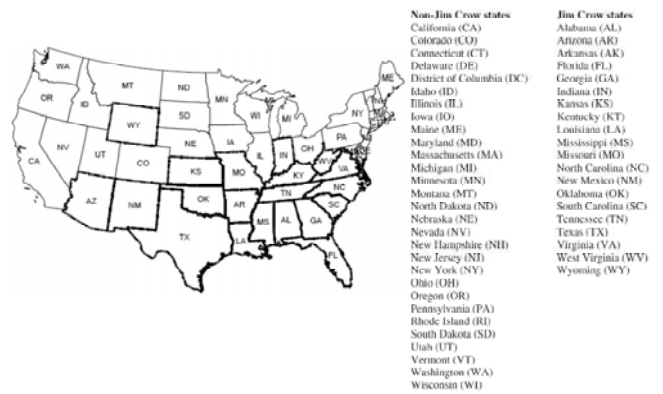 Non-Jim Crow states
California (CA)
Colorado (CO)
Connecticut (CT)
Delaware (DE)
District of Columbia (DC)
Idaho (ID)
Illinois (IL)
Iowa (IO)
Maine (ME)
Maryland (MD)
Massachusetts (MA)
Michigan (MI)
Minnesota (MN)
Montana (MT)
North Dakota (ND)
Nebraska (NE)
Nevada (NV)
New Hampshire (NH)
New Jersey (NJ)
New York (NY)
Ohio (OH)
Oregon (OR)
Pennsylvania (PA)
Rhode Island (RI)
South Dakota (SD)
Utah (UT)
Vermont (VT)
Washington (WA)
Wisconsin (WI)
Jim Crow states
Alabama (AL)
Arizona (AR)
Arkansas (AK)
Florida (FL)
Georgia (GA)
Indiana (IN)
Kansas (KS)
Kentucky (KT)
Louisiana (LA)
Mississippi (MS)
Missouri (MO)
North Carolina (NC)
New Mexico (NM)
Oklahoma (OK)
South Carolina (SC)
Tennessee (TN)
Texas (TX)
Virginia (VA)
West Virginia (WV)
Wyoming (WY)
WA
MT
ND
MN
ME
OR
ID
SD
WI
MI
NY
WY
IA
PA
NE
NV
UT
CO
IL
IN
OH
WV
VA
CA
KS
MO
KY
NC
AZ
NM
OK
AR
TN
SC
TX
LA
MS
AL
GA
FL